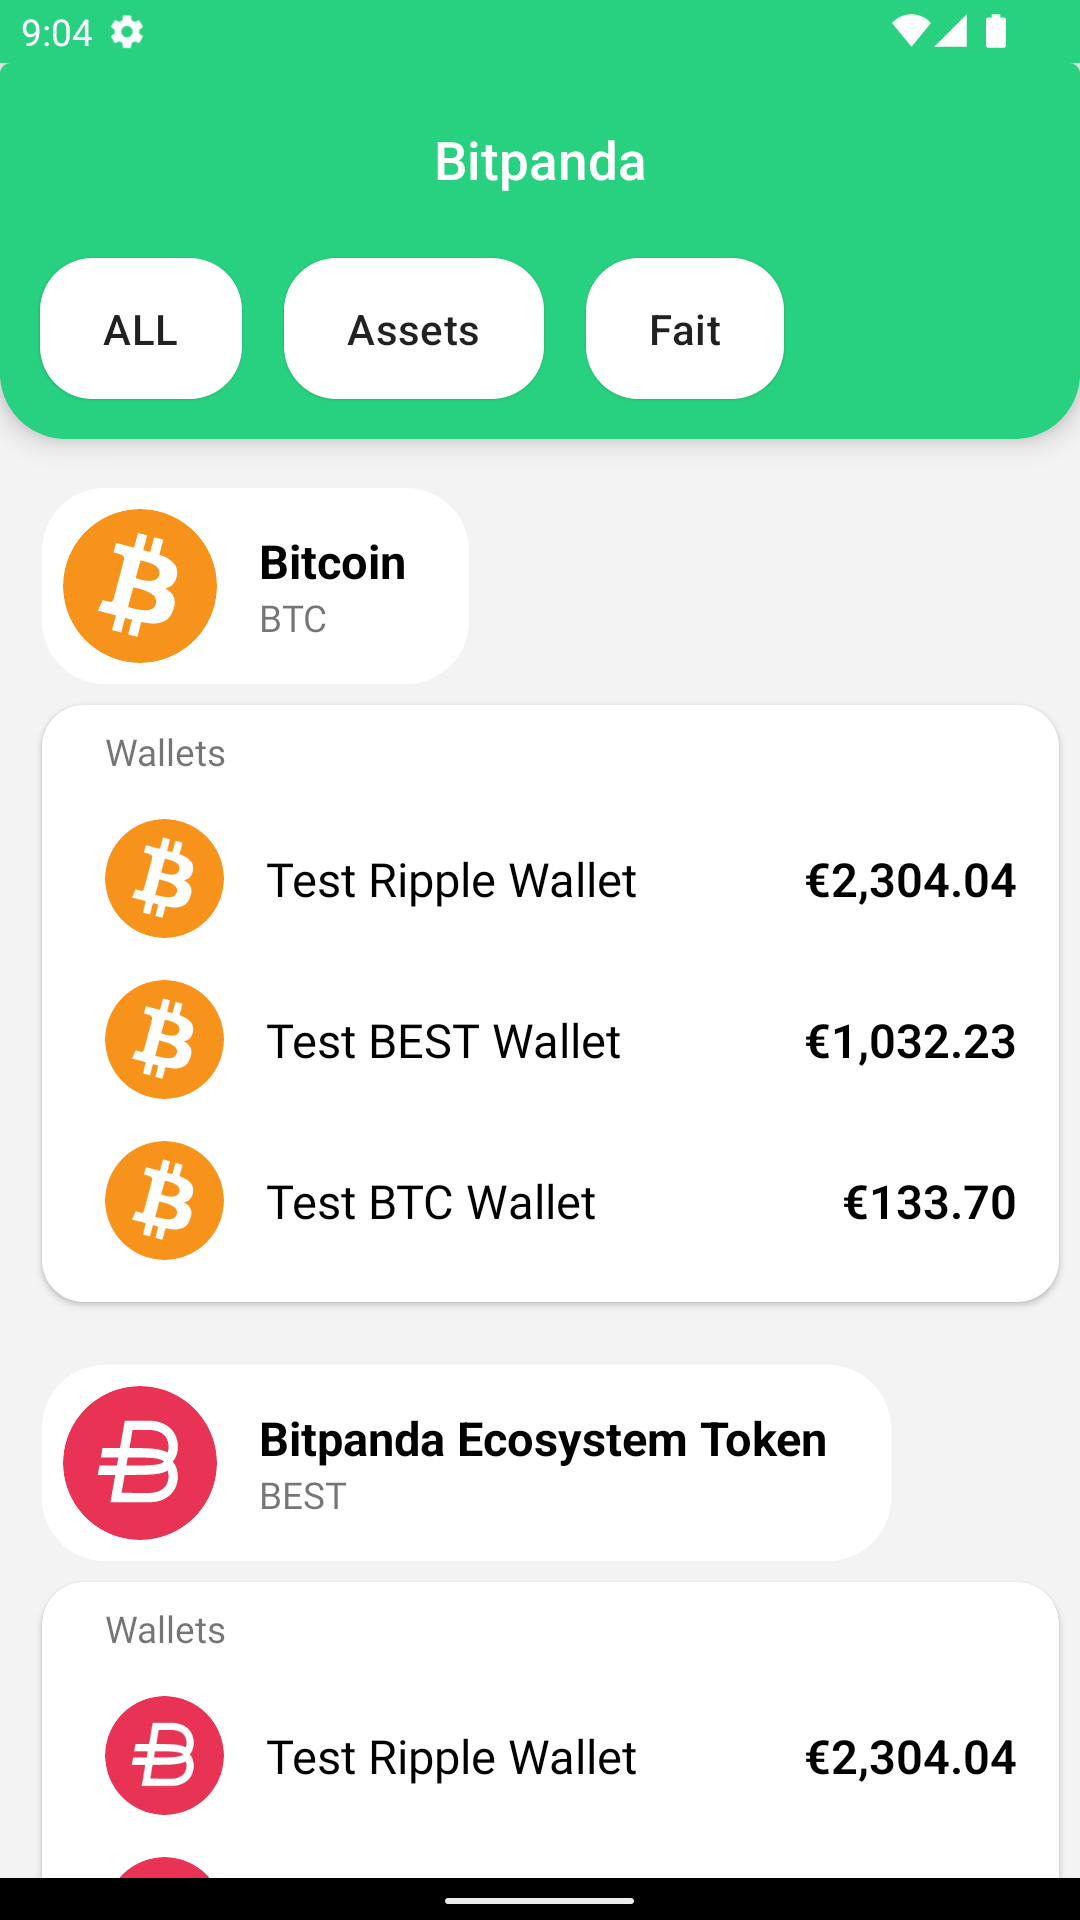 9:04
Bitpanda
ALL Assets Fait
Bitcoin
BTC
Wallets
Test Ripple Wallet €2,304.04
Test BEST Wallet €1,032.23
Test BTC Wallet €133.70
Bitpanda Ecosystem Token
BEST
Wallets
Test Ripple Wallet €2,304.04